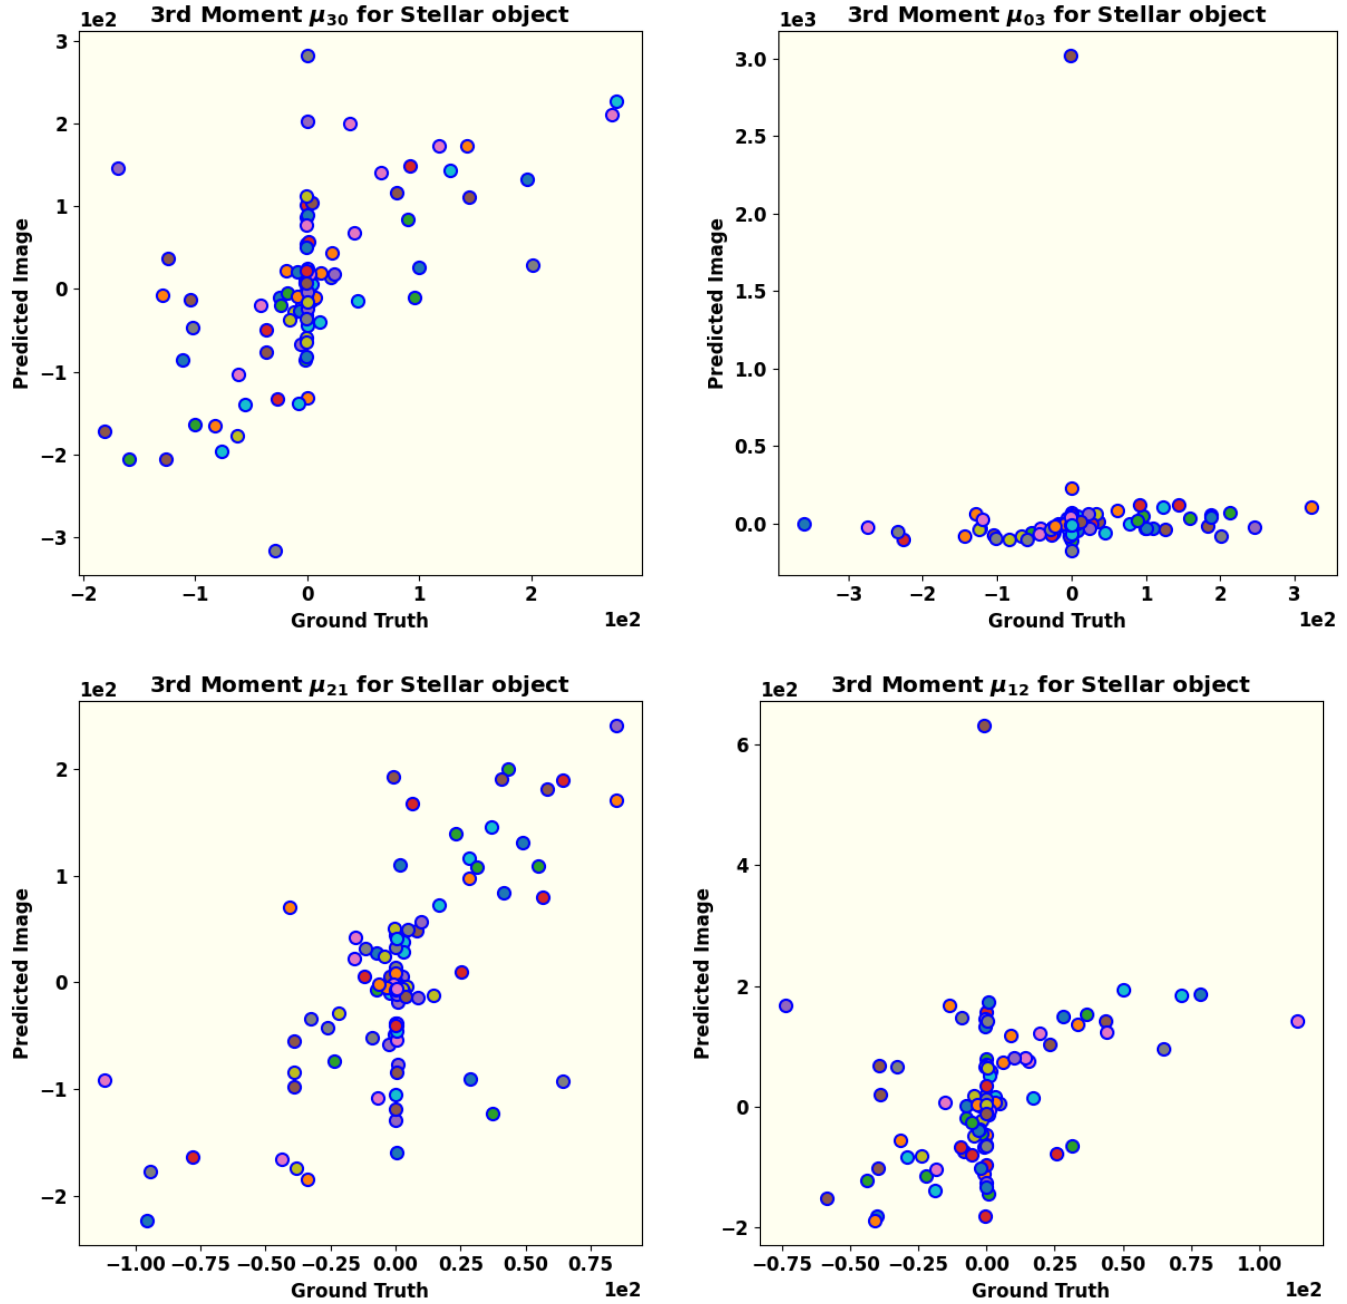 3rd Moment μ30 for Stellar object
1e2
3
2
1
0
−1
−2
−3
Predicted Image
−2 −1 0 1 2
Ground Truth
1e2
3rd Moment μ03 for Stellar object
1e3
3.0
2.5
2.0
1.5
1.0
0.5
0.0
Predicted Image
−3 −2 −1 0 1 2 3
Ground Truth
1e2
3rd Moment μ21 for Stellar object
1e2
2
1
0
−1
−2
Predicted Image
−1.00 −0.75 −0.50 −0.25 0.00 0.25 0.50 0.75
Ground Truth
1e2
3rd Moment μ12 for Stellar object
1e2
6
4
2
0
−2
Predicted Image
−0.75 −0.50 −0.25 0.00 0.25 0.50 0.75 1.00
Ground Truth
1e2